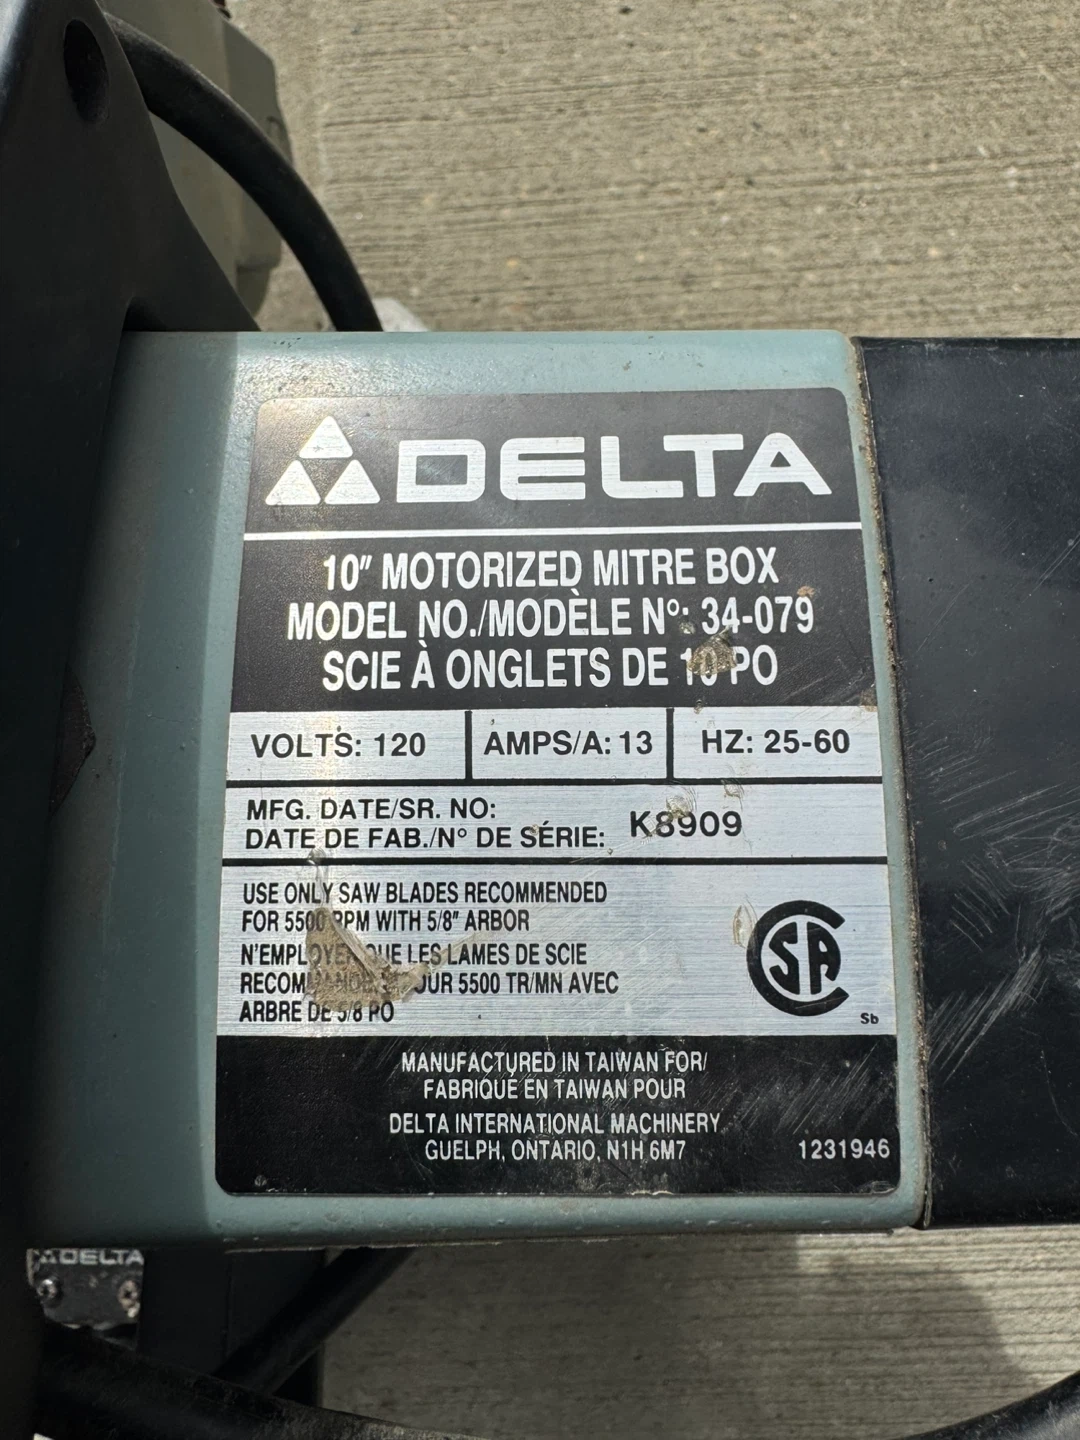 DELTA
10" MOTORIZED MITRE BOX
MODEL NO./MODÈLE N°: 34-079
SCIE À ONGLETS DE 10 PO
VOLTS: 120
AMPS/A: 13
HZ: 25-60
MFG. DATE/SR. NO:
DATE DE FAB./N° DE SÉRIE:
K8909
USE ONLY SAW BLADES RECOMMENDED
FOR 5500 RPM WITH 5/8" ARBOR
N'EMPLOYER QUE LES LAMES DE SCIE
POUR 5500 TR/MN AVEC
ARBRE DE 5/8 PO
CSA
Sb
MANUFACTURED IN TAIWAN FOR/
FABRIQUÉ EN TAIWAN POUR
DELTA INTERNATIONAL MACHINERY
GUELPH, ONTARIO, N1H 6M7
1231946
DELTA